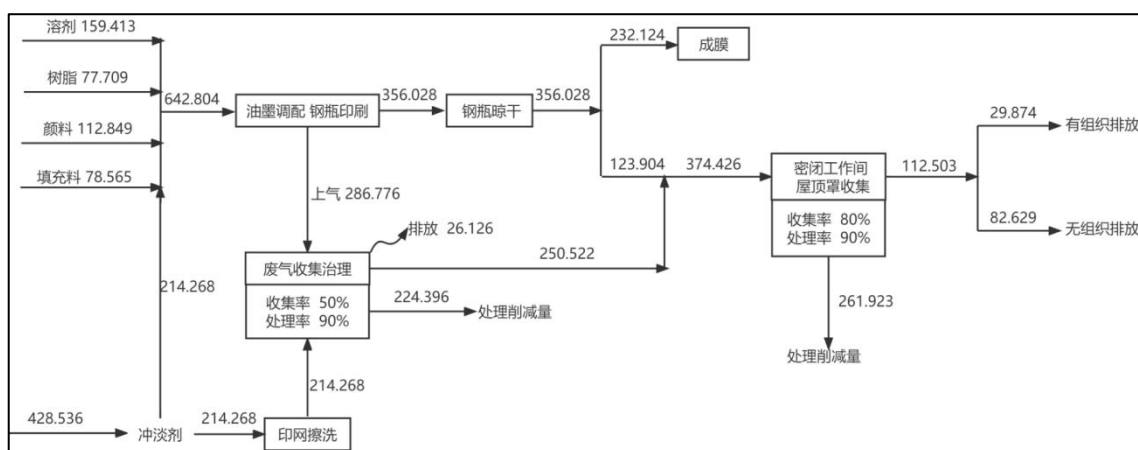 溶剂 159.413
树脂 77.709
颜料 112.849
填充料 78.565
642.804
油墨调配 钢瓶印刷
356.028
钢瓶晾干
356.028
232.124
成膜
123.904
374.426
密闭工作间
屋顶罩收集
收集率 80%
处理率 90%
112.503
29.874
有组织排放
82.629
无组织排放
261.923
处理削减量
上气 286.776
排放 26.126
废气收集治理
收集率 50%
处理率 90%
250.522
224.396
处理削减量
214.268
214.268
428.536
冲淡剂
214.268
印网擦洗